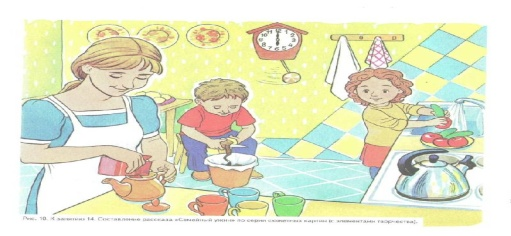 Рис. 18. К занятию 14. Составление рассказа «Семейный ужин» по серии сюжетных картин (с элементами творчества).